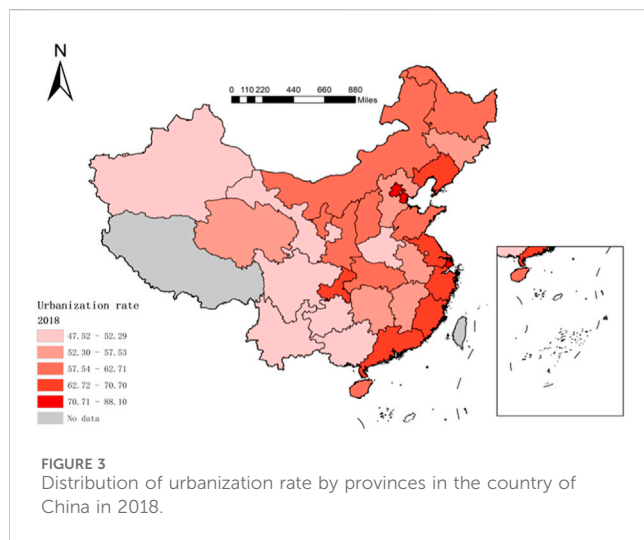 N
0 110 220 440 660 880
Miles
Urbanization rate
2018
47.52 - 52.29
52.30 - 57.53
57.54 - 62.71
62.72 - 70.70
70.71 - 88.10
No data
FIGURE 3
Distribution of urbanization rate by provinces in the country of
China in 2018.